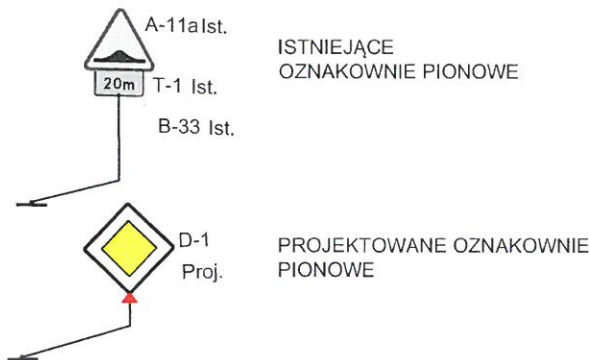 A-11a Ist.
20m
T-1 Ist.
B-33 Ist.
ISTNIEJĄCE
OZNAKOWNIE PIONOWE
D-1
Proj.
PROJEKTOWANE OZNAKOWNIE
PIONOWE